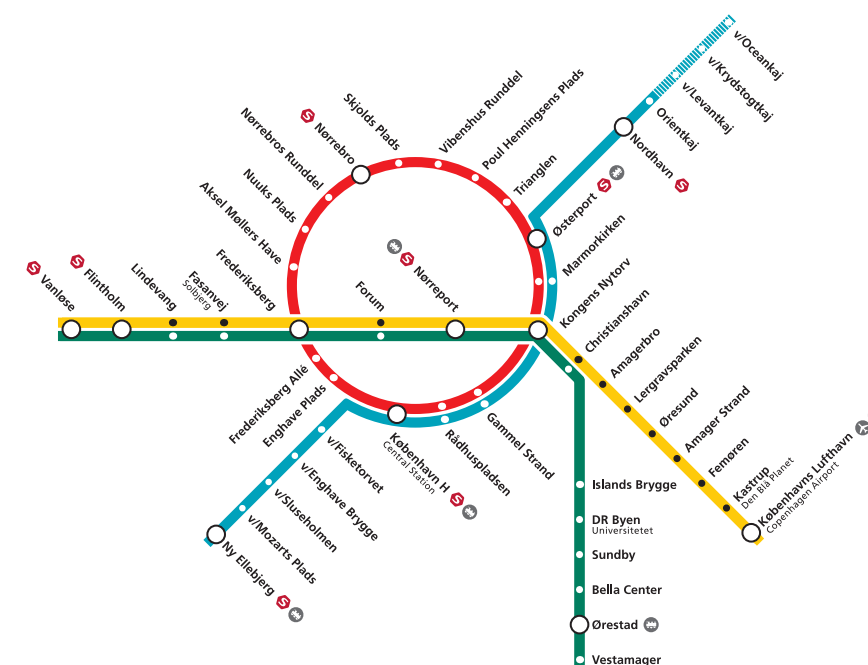 v/Oceankaj
v/Krydstogtkaj
v/Levantkaj
Orientkaj
Nordhavn
Østerport
Marmorkirken
Trianglen
Poul Henningsens Plads
Vibenshus Runddel
Skjolds Plads
Nørrebro
Nørrebros Runddel
Nuuks Plads
Aksel Møllers Have
Frederiksberg
Fasanvej
Solbjerg
Lindevang
Flintholm
Vanløse
Forum
Nørreport
Kongens Nytorv
Christianshavn
Amagerbro
Lergravsparken
Øresund
Amager Strand
Femøren
Kastrup
Den Blå Planet
Københavns Lufthavn
Copenhagen Airport
Frederiksberg Allé
Enghave Plads
København H
Central Station
Rådhuspladsen
Gammel Strand
v/Fisketorvet
v/Enghave Brygge
v/Sluseholmen
v/Mozarts Plads
Ny Ellebjerg
Islands Brygge
DR Byen
Universitetet
Sundby
Bella Center
Ørestad
Vestamager